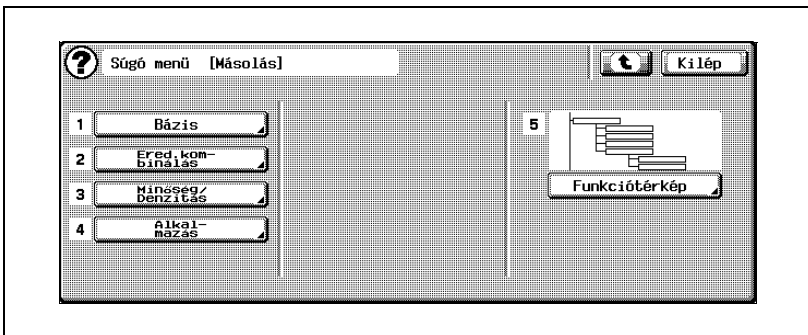 ? Súgó menü [Másolás]
Kilép
1 Bázis
2 Ered.kom-
binálás
3 Minőség/
Denzitás
4 Alkal-
mazás
5
Funkciótérkép